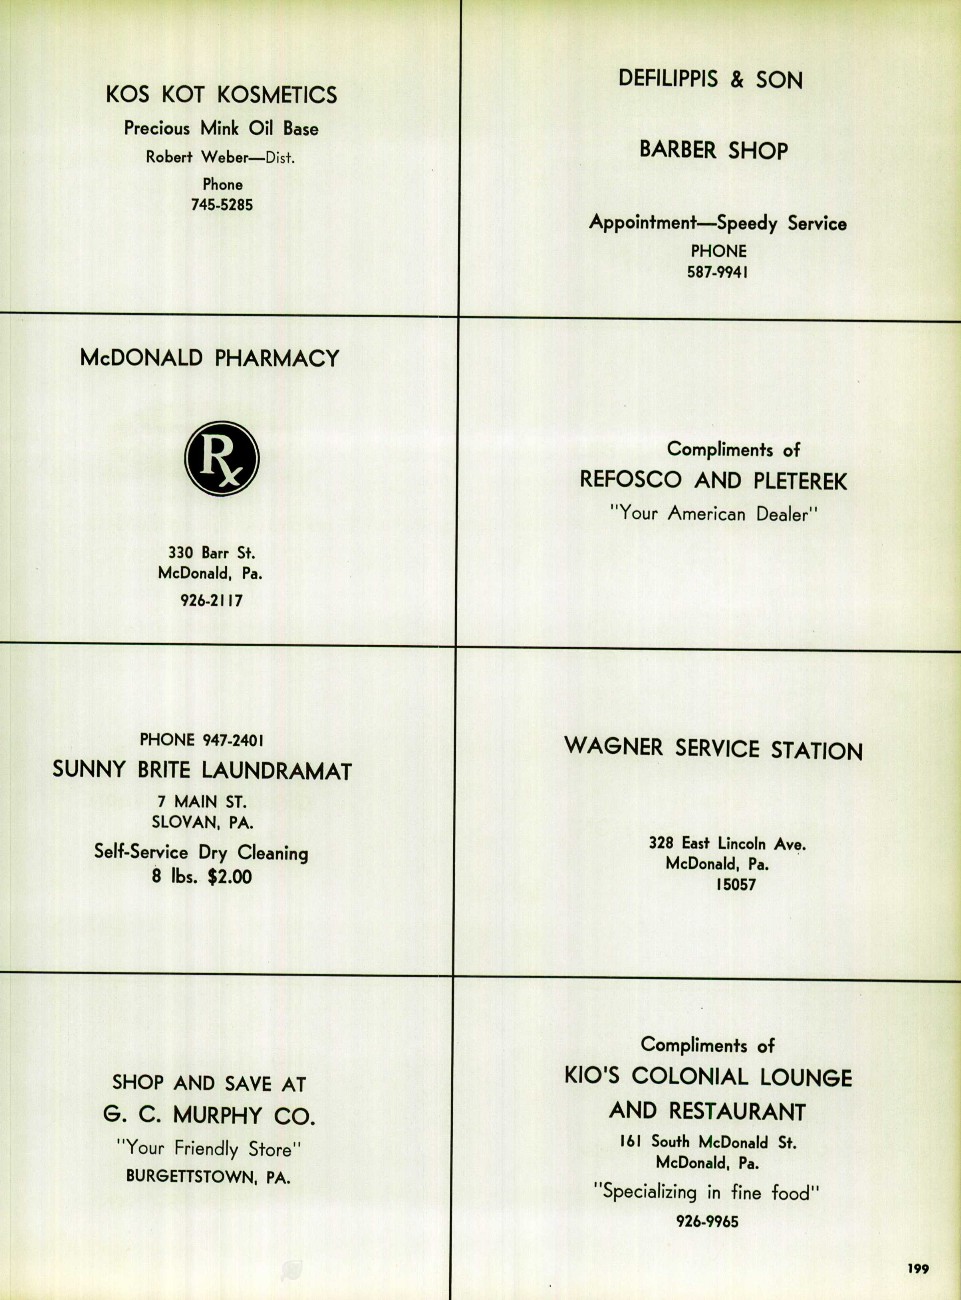 KOS KOT KOSMETICS
Precious Mink Oil Base
Robert Weber—Dist.
Phone
745-5285
DEFILIPPIS & SON
BARBER SHOP
Appointment—Speedy Service
PHONE
587-9941
McDONALD PHARMACY
Rx
330 Barr St.
McDonald, Pa.
926-2117
Compliments of
REFOSCO AND PLETEREK
"Your American Dealer"
PHONE 947-2401
SUNNY BRITE LAUNDRAMAT
7 MAIN ST.
SLOVAN, PA.
Self-Service Dry Cleaning
8 lbs. $2.00
WAGNER SERVICE STATION
328 East Lincoln Ave.
McDonald, Pa.
15057
SHOP AND SAVE AT
G. C. MURPHY CO.
"Your Friendly Store"
BURGETTSTOWN, PA.
Compliments of
KIO'S COLONIAL LOUNGE
AND RESTAURANT
161 South McDonald St.
McDonald, Pa.
"Specializing in fine food"
926-9965
199